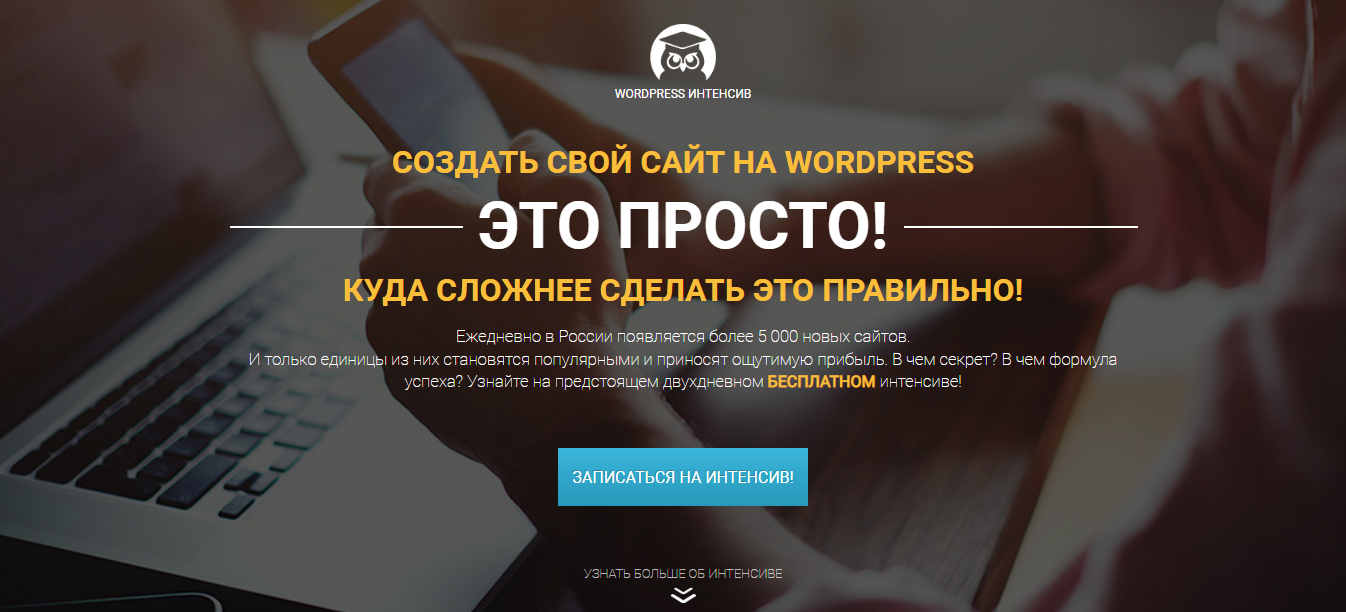 WORDPRESS ИНТЕНСИВ
СОЗДАТЬ СВОЙ САЙТ НА WORDPRESS
ЭТО ПРОСТО!
КУДА СЛОЖНЕЕ СДЕЛАТЬ ЭТО ПРАВИЛЬНО!
Ежедневно в России появляется более 5 000 новых сайтов.
И только единицы из них становятся популярными и приносят ощутимую прибыль. В чем секрет? В чем формула
успеха? Узнайте на предстоящем двухдневном БЕСПЛАТНОМ интенсиве!
ЗАПИСАТЬСЯ НА ИНТЕНСИВ!
УЗНАТЬ БОЛЬШЕ ОБ ИНТЕНСИВЕ